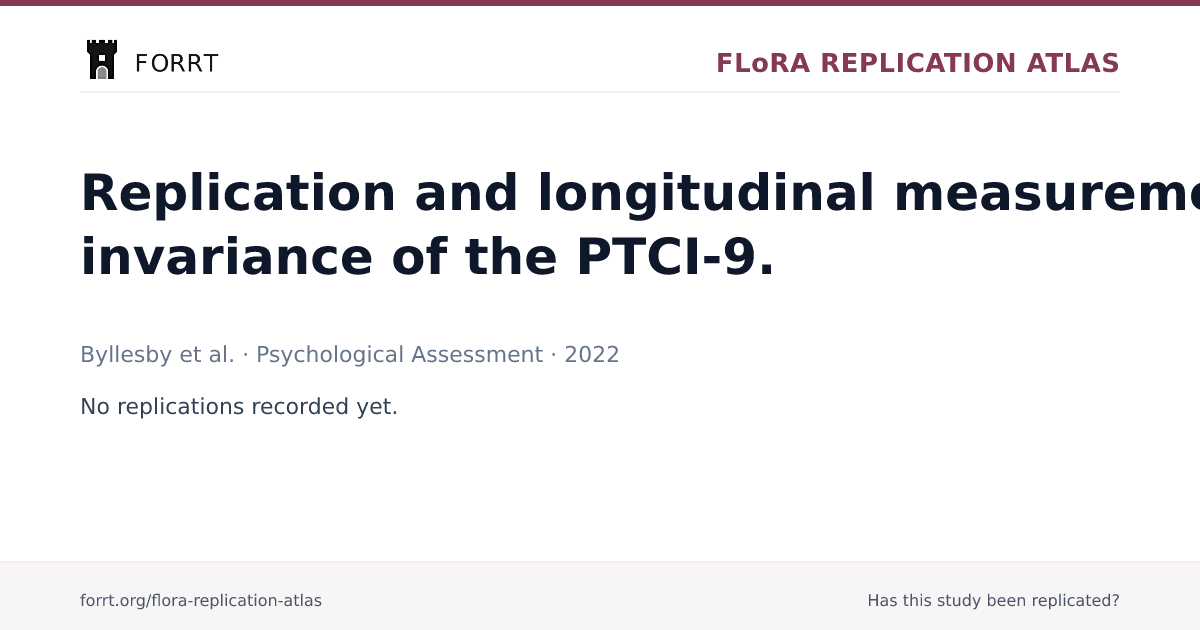 FORRT
FLoRA REPLICATION ATLAS
Replication and longitudinal
invariance of the PTCI-9.
Byllesby et al. · Psychological Assessment · 2022
No replications recorded yet.
forrt.org/flora-replication-atlas
Has this study been replicated?